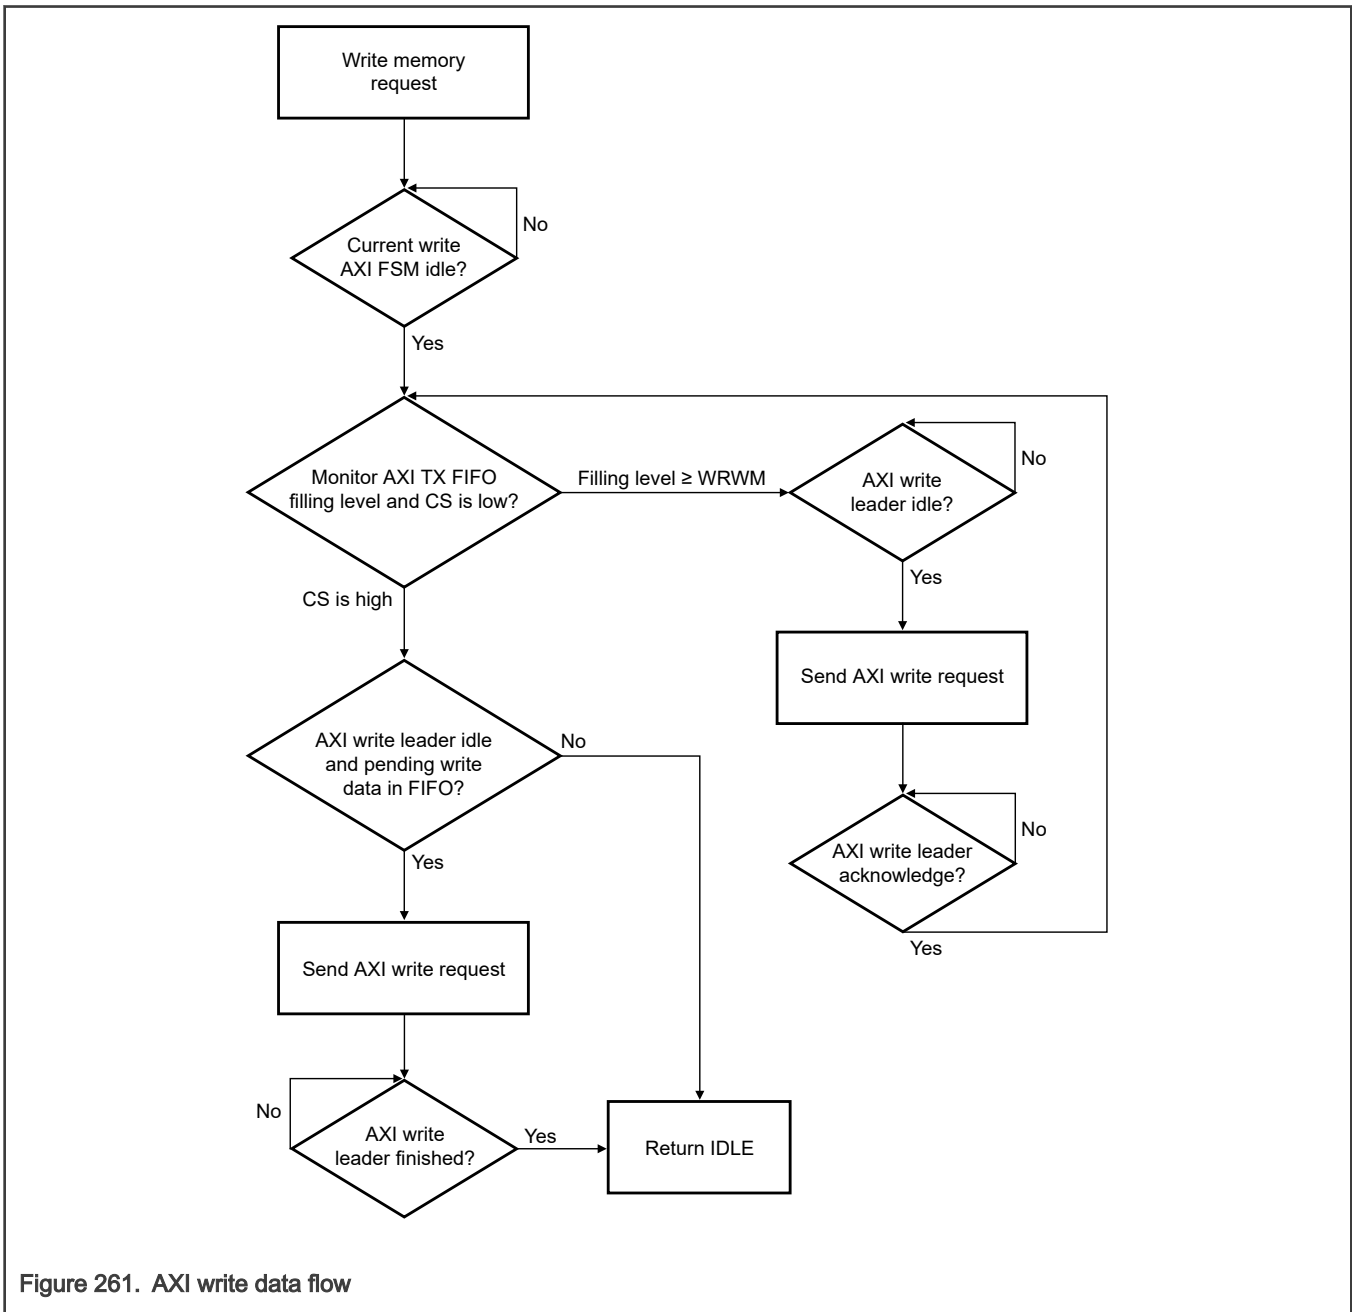 Write memory
request
No
Current write
AXI FSM idle?
Yes
Monitor AXI TX FIFO
filling level and CS is low?
Filling level ≥ WRWM
AXI write
leader idle?
No
Yes
CS is high
Send AXI write request
AXI write leader idle
and pending write
data in FIFO?
No
AXI write leader
acknowledge?
No
Yes
Yes
Send AXI write request
No
AXI write
leader finished?
Yes
Return IDLE
Figure 261. AXI write data flow